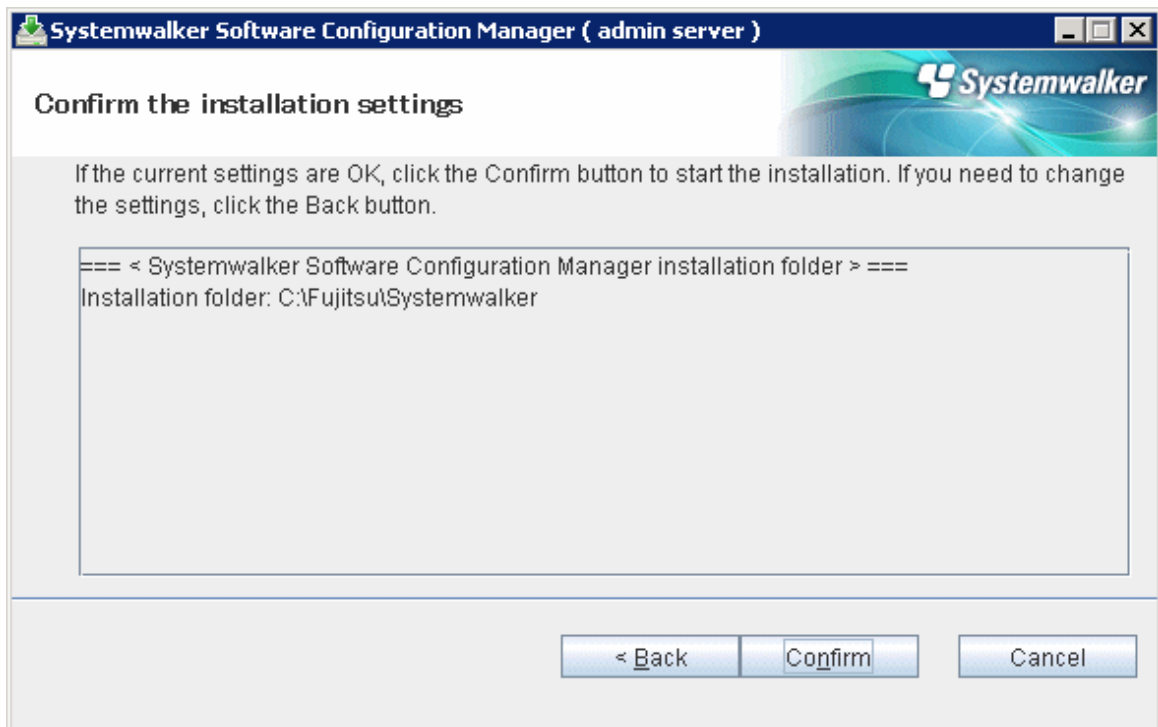 Systemwalker Software Configuration Manager ( admin server )
Systemwalker
Confirm the installation settings
If the current settings are OK, click the Confirm button to start the installation. If you need to change
the settings, click the Back button.
=== < Systemwalker Software Configuration Manager installation folder > ===
Installation folder: C:\Fujitsu\Systemwalker
< Back
Confirm
Cancel